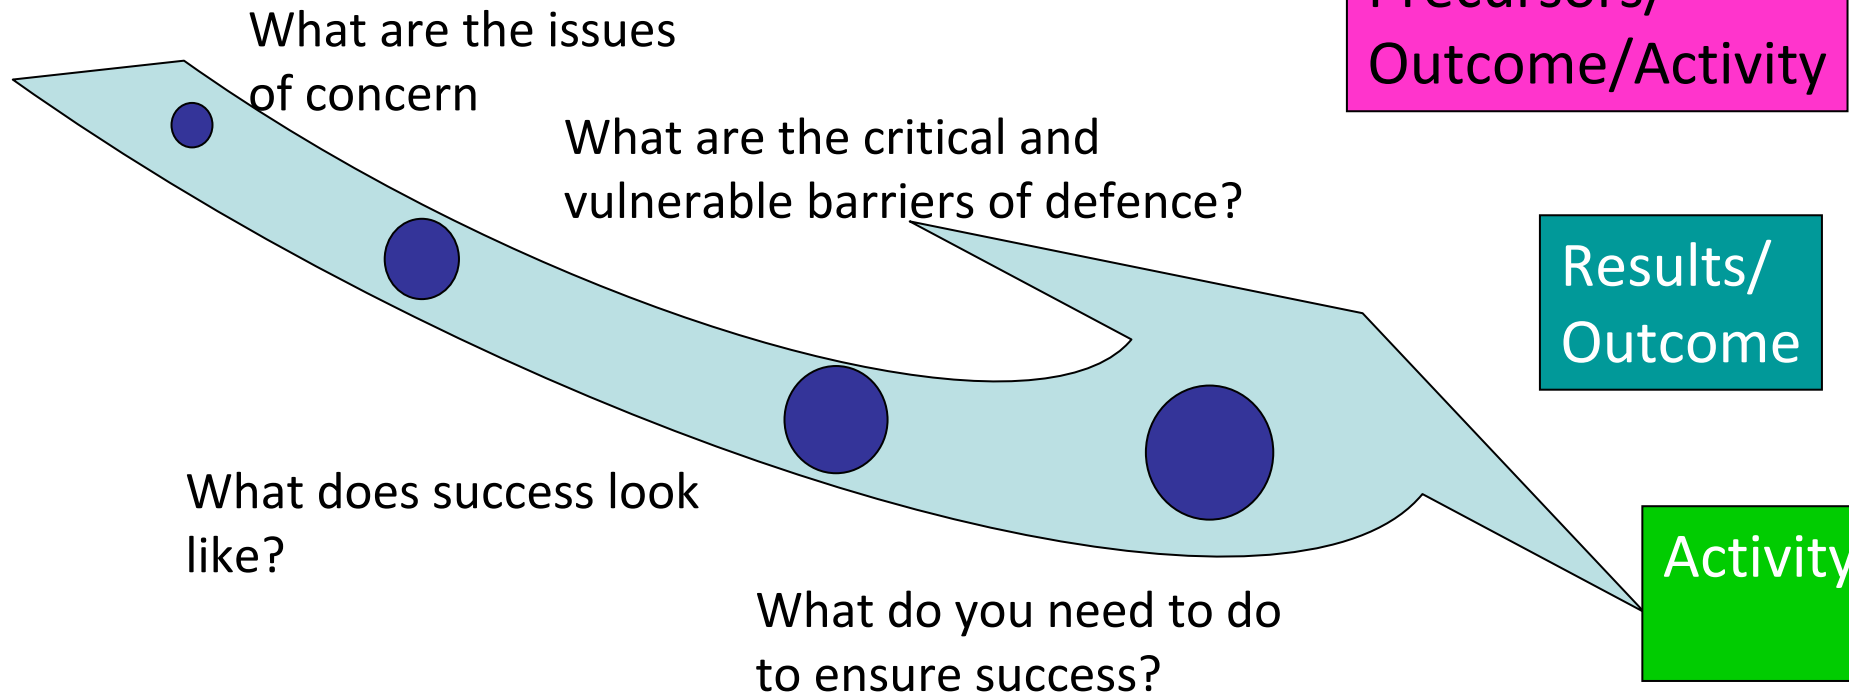 What are the issues
of concern
What are the critical and
vulnerable barriers of defence?
What does success look
like?
What do you need to do
to ensure success?
Precursors/
Outcome/Activity
Results/
Outcome
Activity